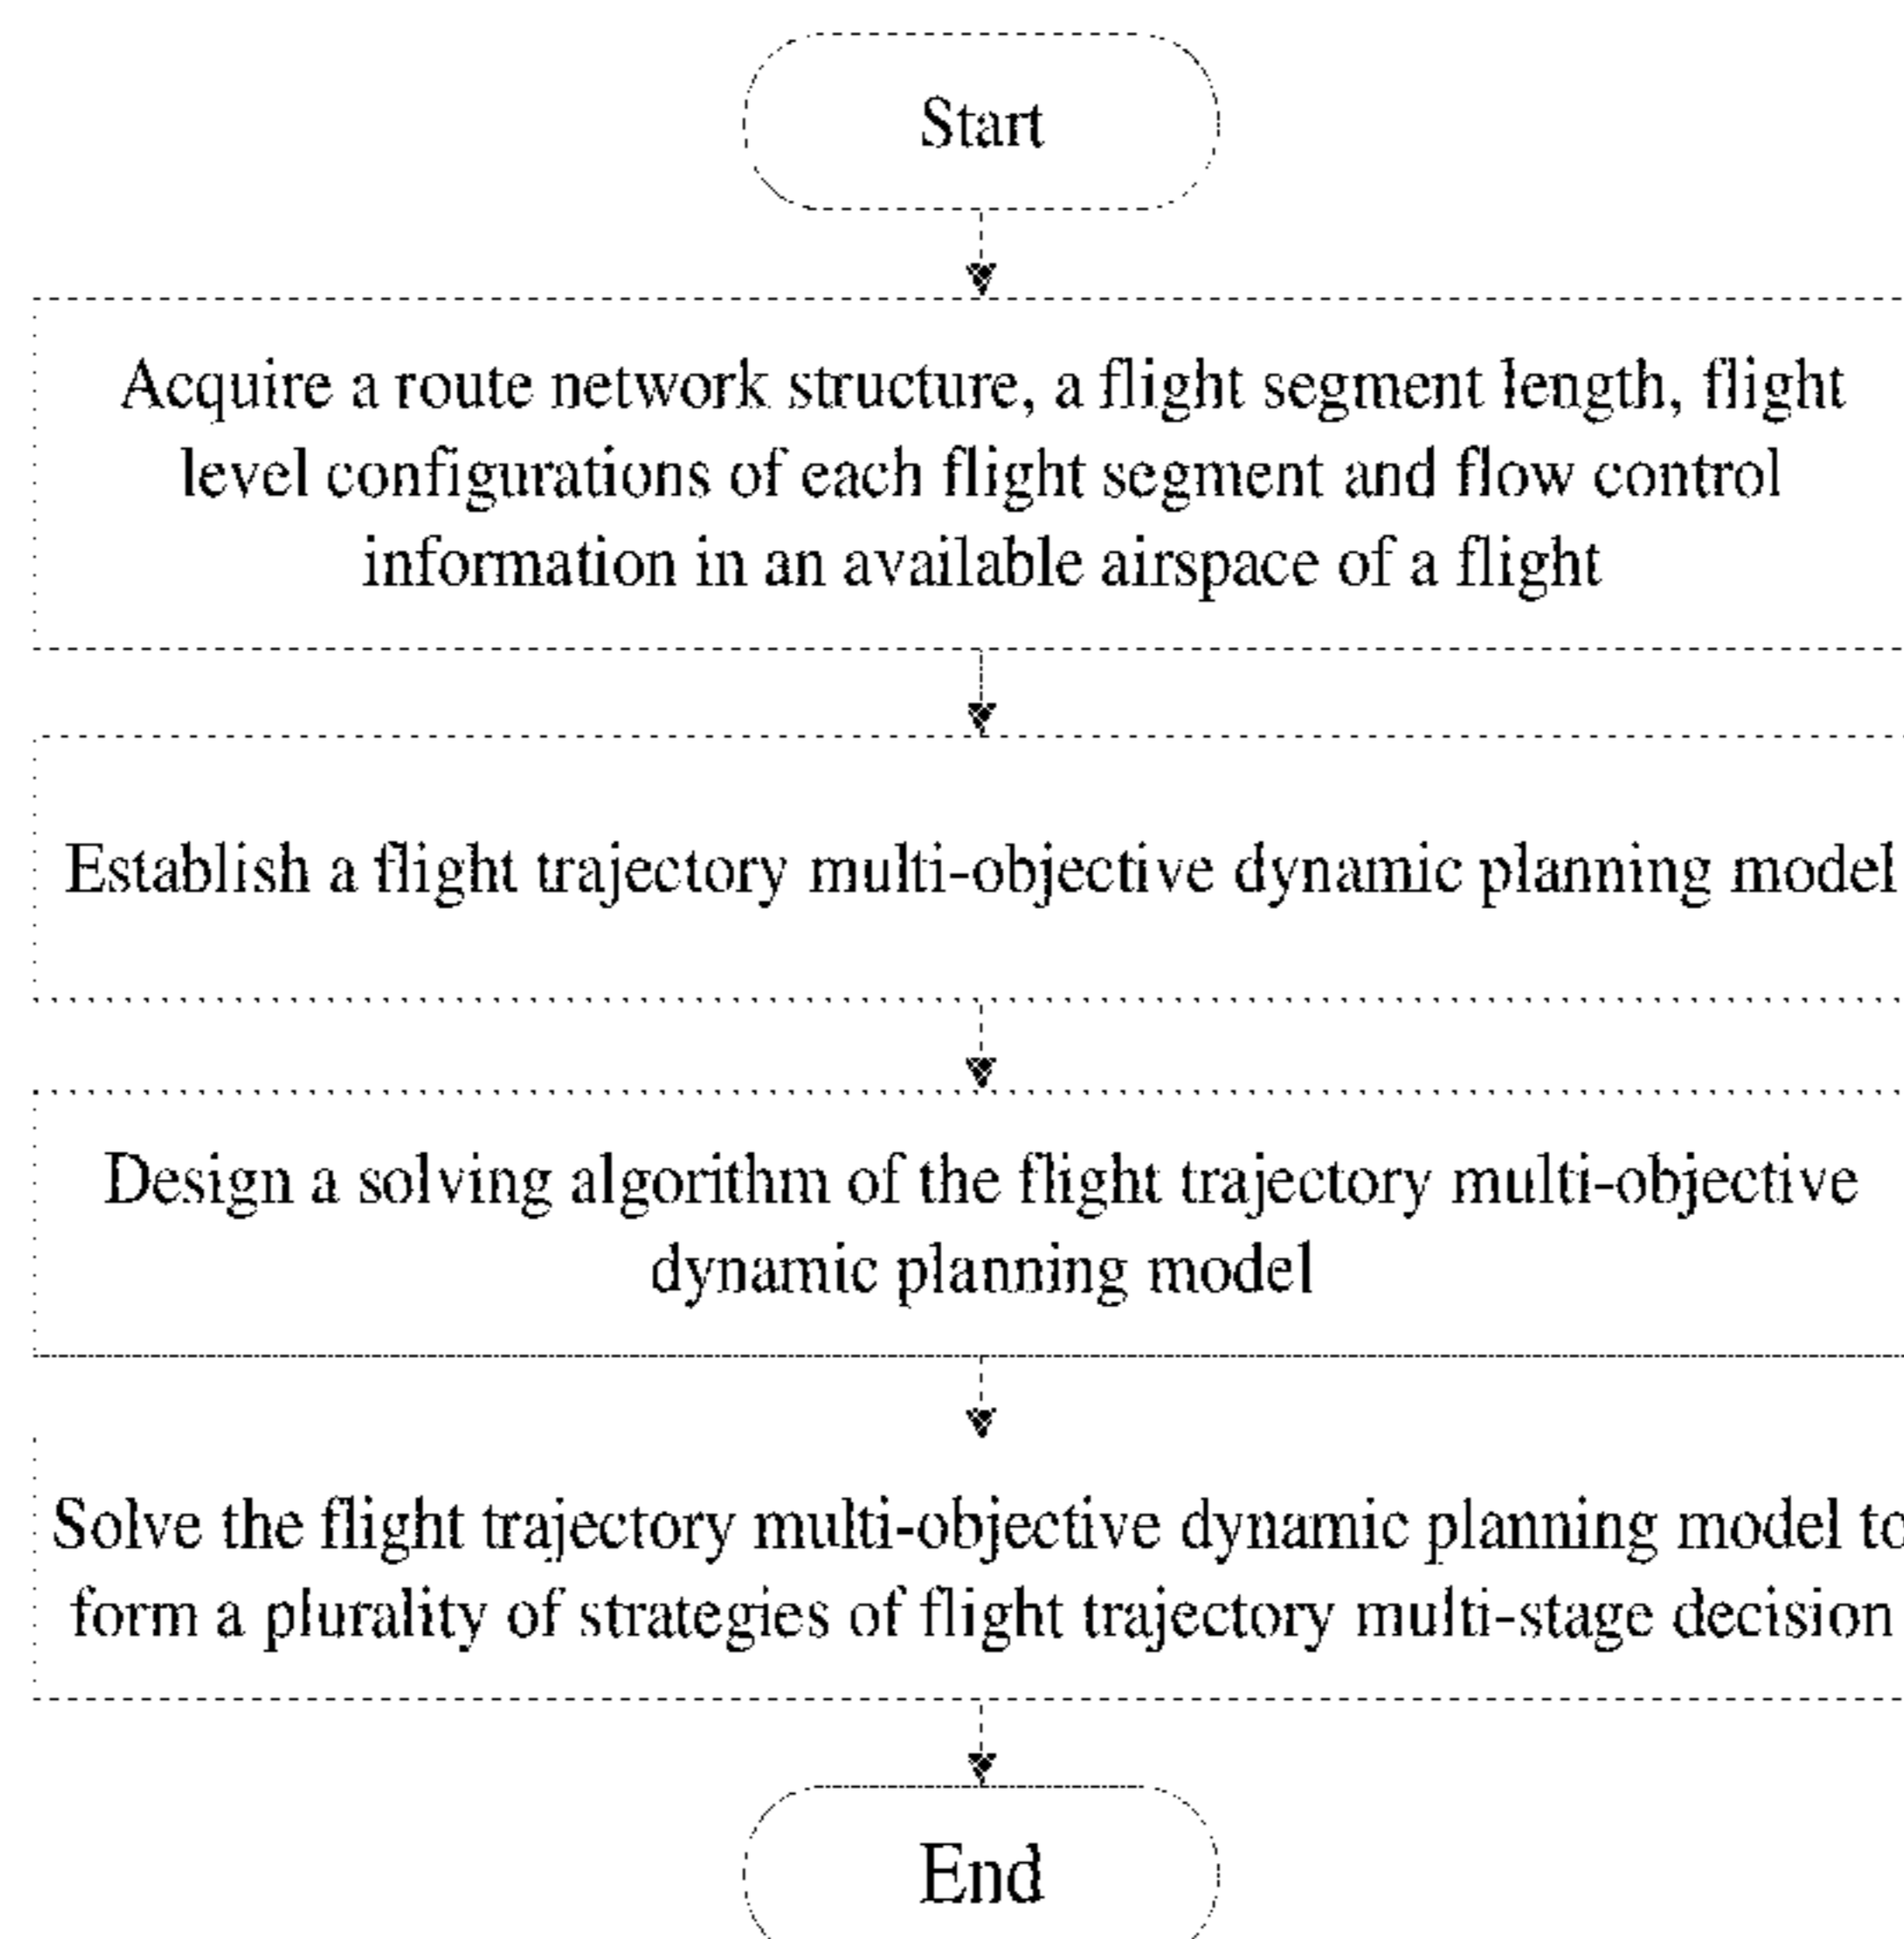 Start
Acquire a route network structure, a flight segment length, flight
level configurations of each flight segment and flow control
information in an available airspace of a flight
Establish a flight trajectory multi-objective dynamic planning model
Design a solving algorithm of the flight trajectory multi-objective
dynamic planning model
Solve the flight trajectory multi-objective dynamic planning model to
form a plurality of strategies of flight trajectory multi-stage decision
End